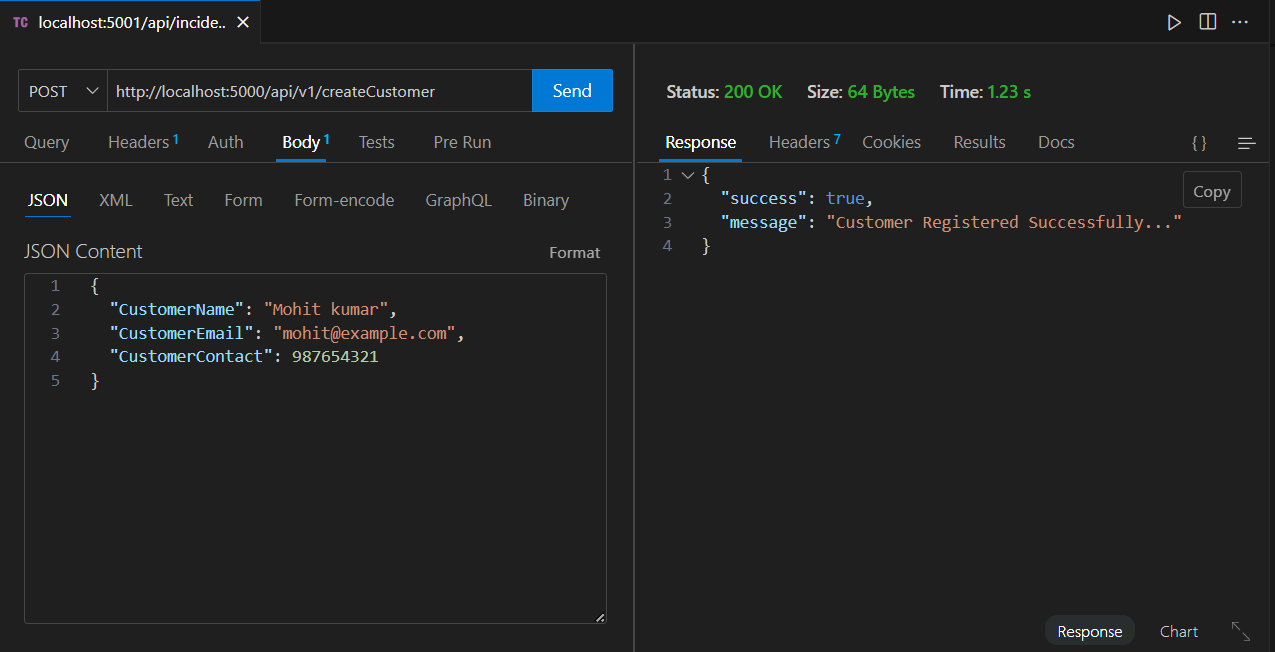 TC localhost:5001/api/incide..
POST http://localhost:5000/api/v1/createCustomer Send
Query Headers 1 Auth Body 1 Tests Pre Run
JSON XML Text Form Form-encode GraphQL Binary
JSON Content Format
1 {
2 "CustomerName": "Mohit kumar",
3 "CustomerEmail": "mohit@example.com",
4 "CustomerContact": 987654321
5 }
Status: 200 OK Size: 64 Bytes Time: 1.23 s
Response Headers 7 Cookies Results Docs { }
1 {
2 "success": true,
3 "message": "Customer Registered Successfully..."
4 }
Copy
Response Chart